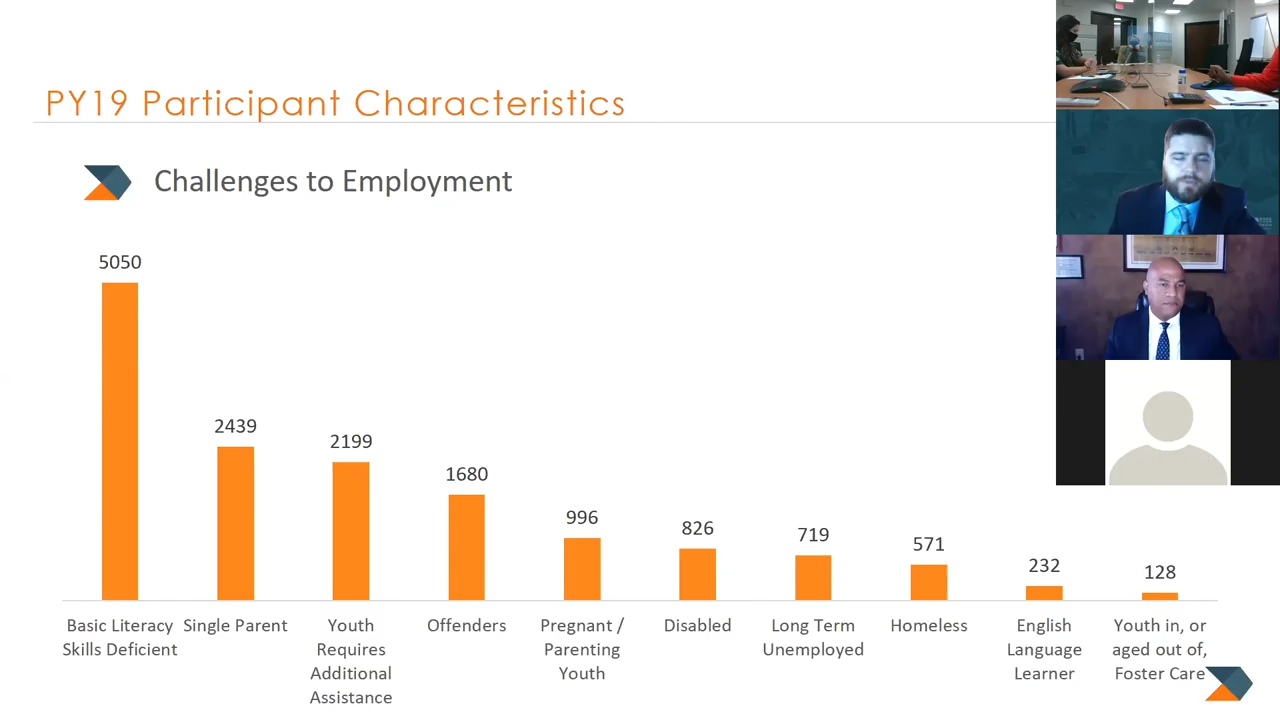 PY19 Participant Characteristics
Challenges to Employment
5050
2439
2199
1680
996
826
719
571
232
128
Basic Literacy
Skills Deficient
Single Parent
Youth
Requires
Additional
Assistance
Offenders
Pregnant /
Parenting
Youth
Disabled
Long Term
Unemployed
Homeless
English
Language
Learner
Youth in, or
aged out of,
Foster Care